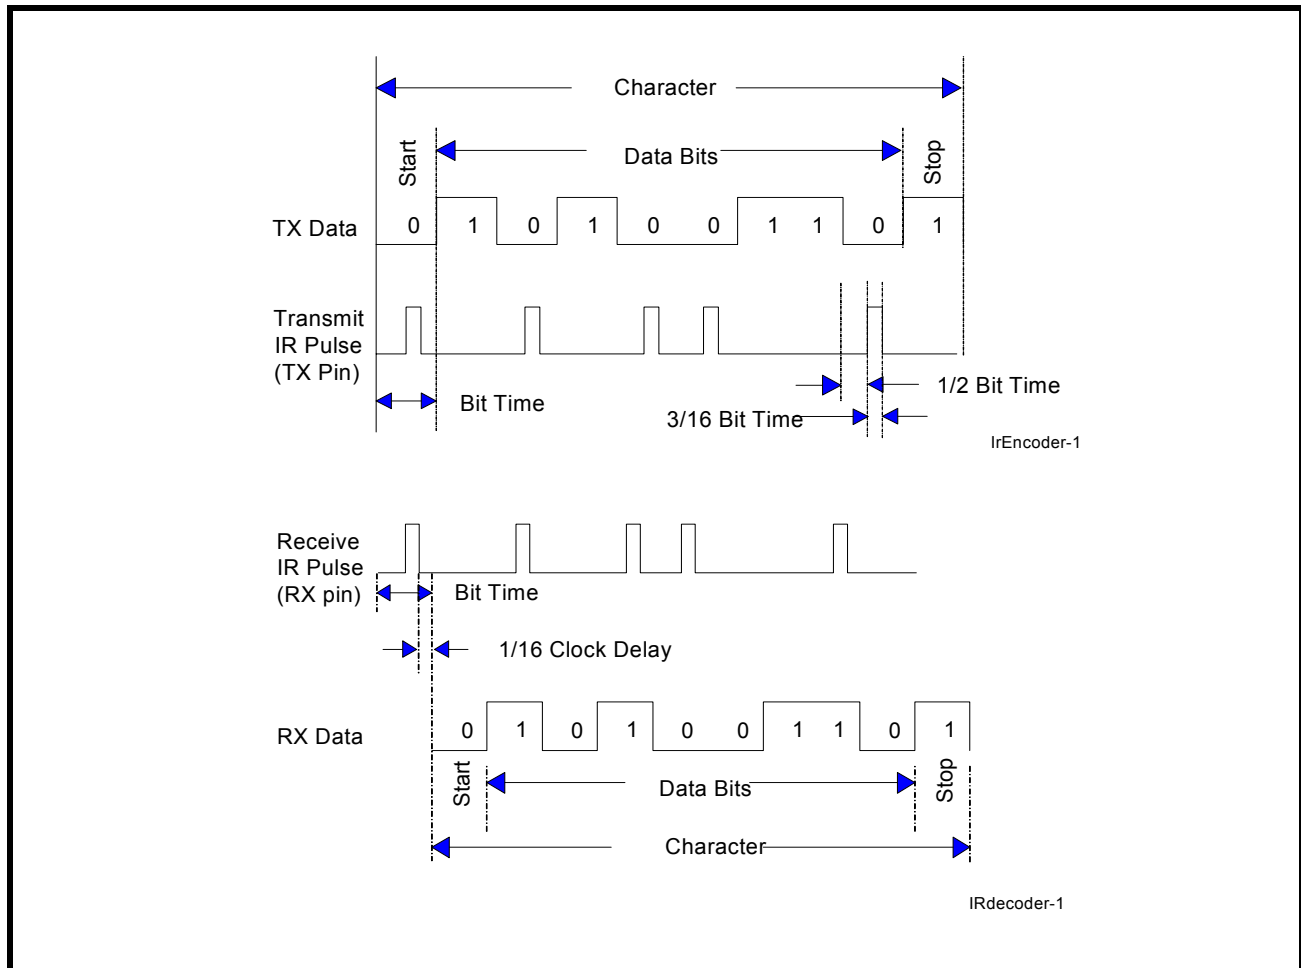 Character
Start
Data Bits
Stop
TX Data
0 1 0 1 0 0 1 1 0 1
Transmit
IR Pulse
(TX Pin)
Bit Time
1/2 Bit Time
3/16 Bit Time
IrEncoder-1
Receive
IR Pulse
(RX pin)
Bit Time
1/16 Clock Delay
RX Data
0 1 0 1 0 0 1 1 0 1
Start
Data Bits
Stop
Character
IRdecoder-1